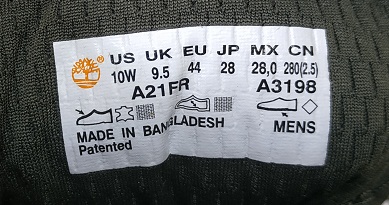 US UK EU JP MX CN
10W 9.5 44 28 28,0 280(2.5)
A21FR A3198
MADE IN BANGLADESH MENS
Patented